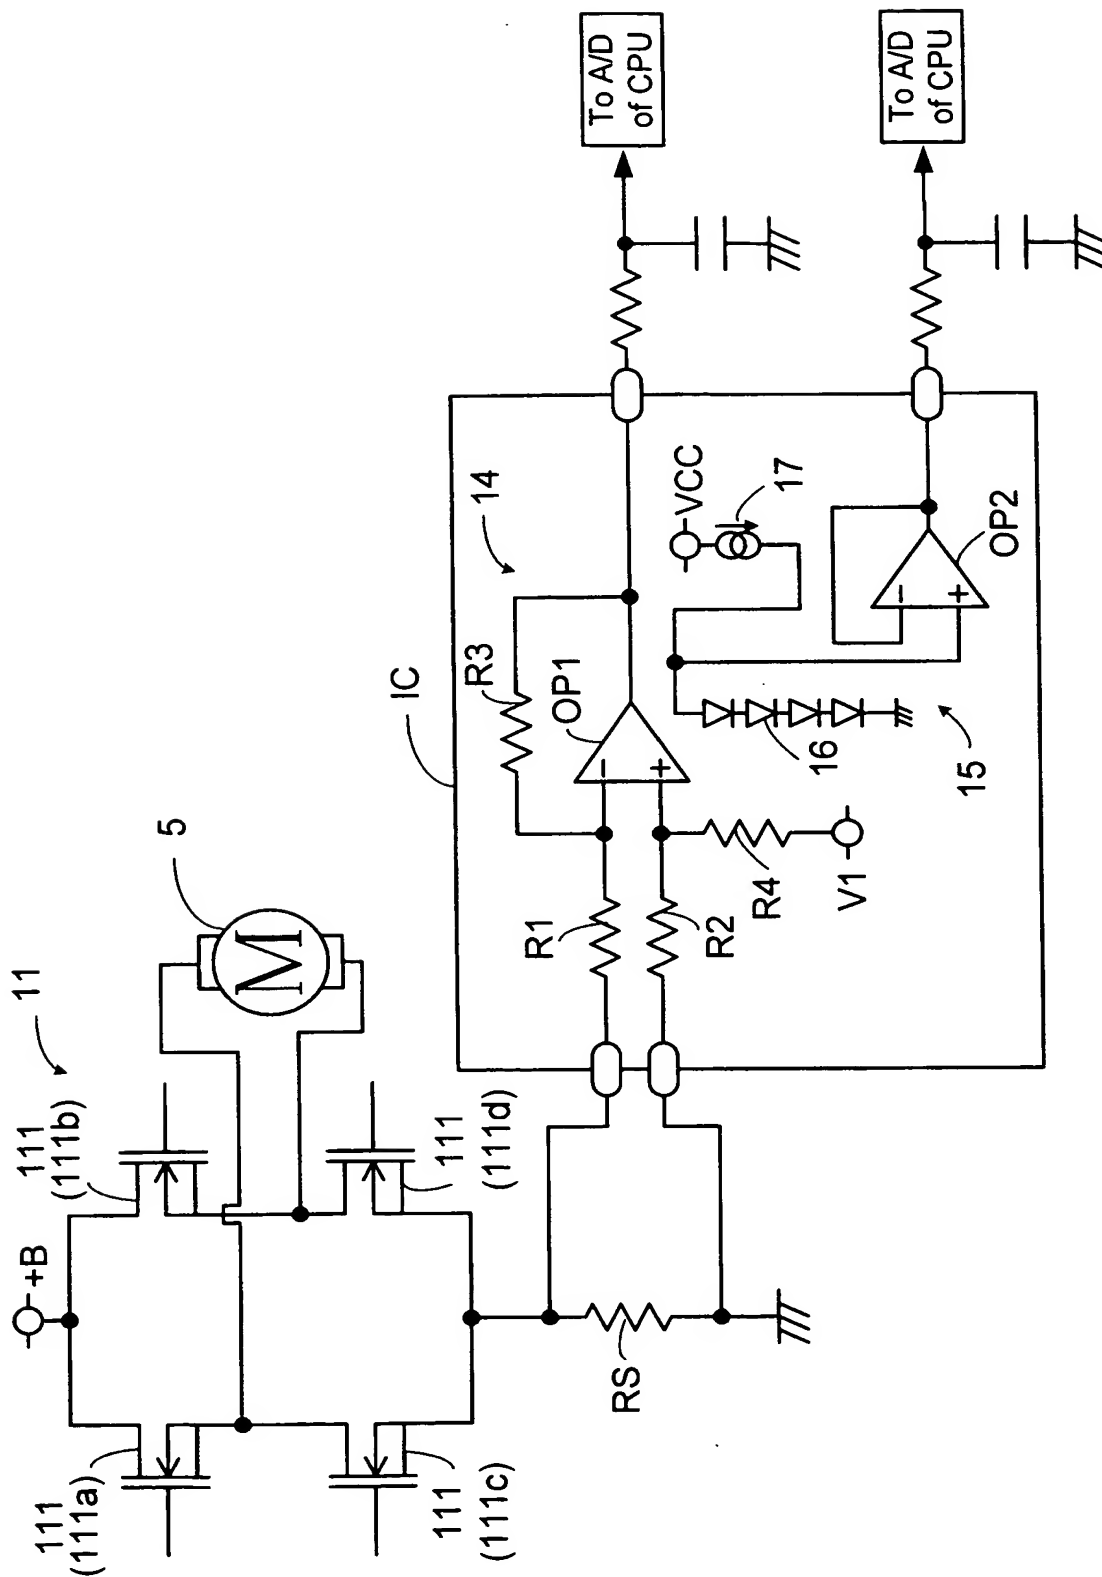 +B
111
(111a)
111
(111b)
11
111
(111c)
111
(111d)
5
M
RS
IC
R1
R2
R3
R4
V1
OP1
14
VCC
17
16
15
OP2
To A/D
of CPU
To A/D
of CPU